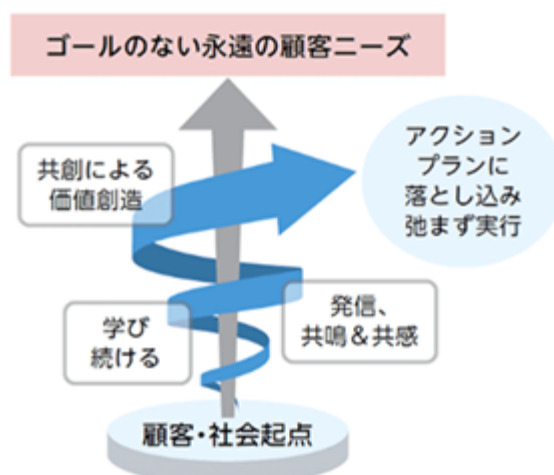 ゴールのない永遠の顧客ニーズ
共創による
価値創造
アクション
プランに
落とし込み
弛まず実行
学び
続ける
発信、
共鳴＆共感
顧客・社会起点